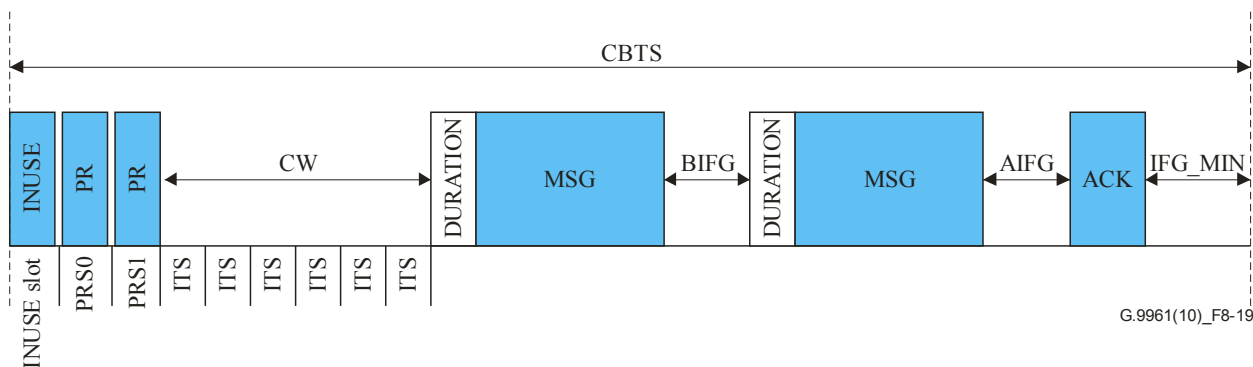 CBTS
INUSE
PR
PR
CW
DURATION
MSG
BIFG
DURATION
MSG
AIFG
ACK
IFG_MIN
INUSE slot
PRS0
PRS1
ITS
ITS
ITS
ITS
ITS
ITS
G.9961(10)_F8-19